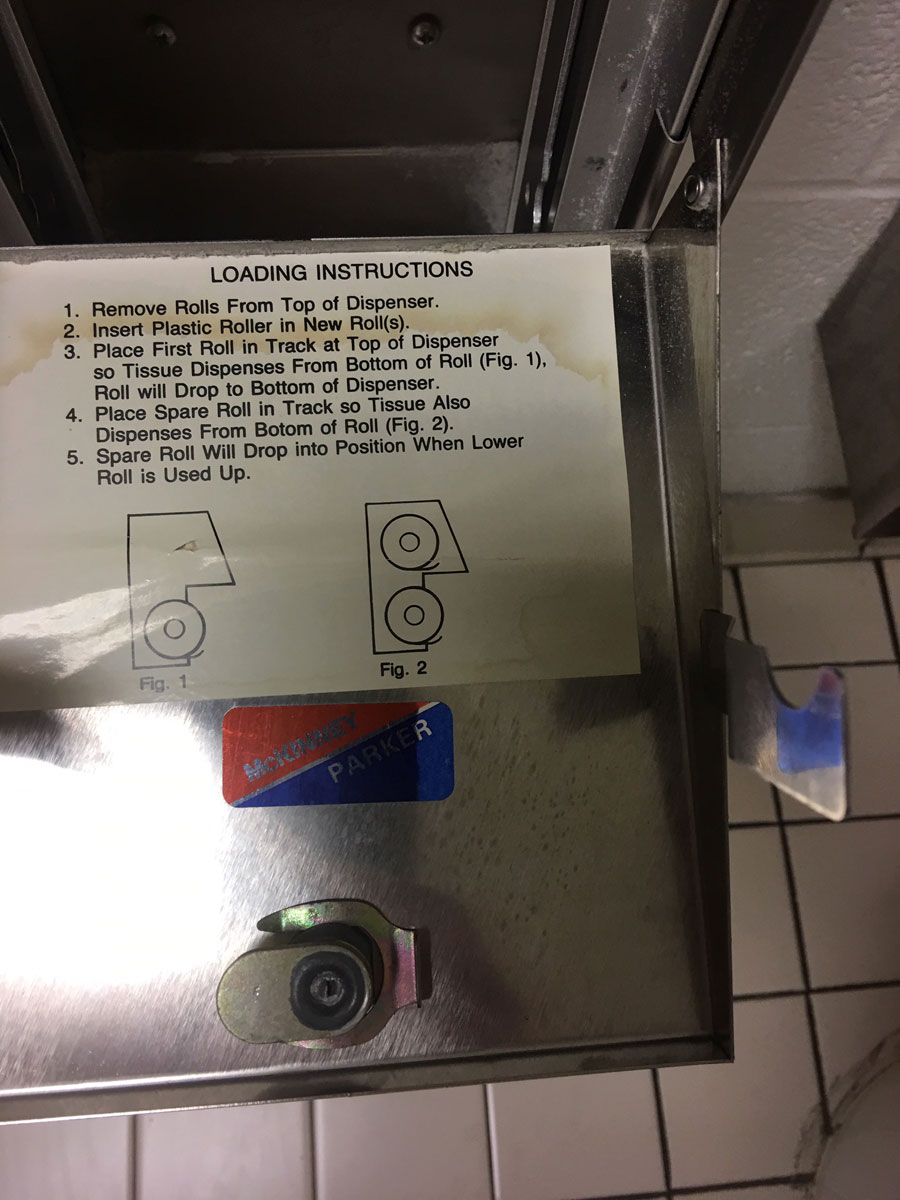 LOADING INSTRUCTIONS
1. Remove Rolls From Top of Dispenser.
2. Insert Plastic Roller in New Roll(s).
3. Place First Roll in Track at Top of Dispenser
so Tissue Dispenses From Bottom of Roll (Fig. 1),
Roll will Drop to Bottom of Dispenser.
4. Place Spare Roll in Track so Tissue Also
Dispenses From Botom of Roll (Fig. 2).
5. Spare Roll Will Drop into Position When Lower
Roll is Used Up.
Fig. 1
Fig. 2
McKINNEY
PARKER